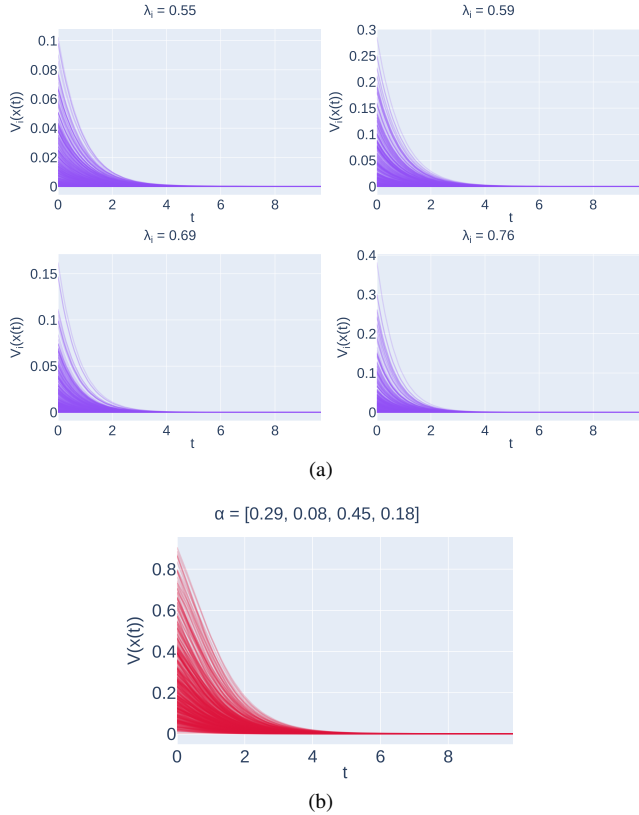 λi = 0.55
λi = 0.59
Vi(x(t))
0.1
0.08
0.06
0.04
0.02
0
0 2 4 6 8
t
Vi(x(t))
0.3
0.25
0.2
0.15
0.1
0.05
0
0 2 4 6 8
t
λi = 0.69
λi = 0.76
Vi(x(t))
0.15
0.1
0.05
0
0 2 4 6 8
t
Vi(x(t))
0.4
0.3
0.2
0.1
0
0 2 4 6 8
t
(a)
α = [0.29, 0.08, 0.45, 0.18]
V(x(t))
0.8
0.6
0.4
0.2
0
0 2 4 6 8
t
(b)